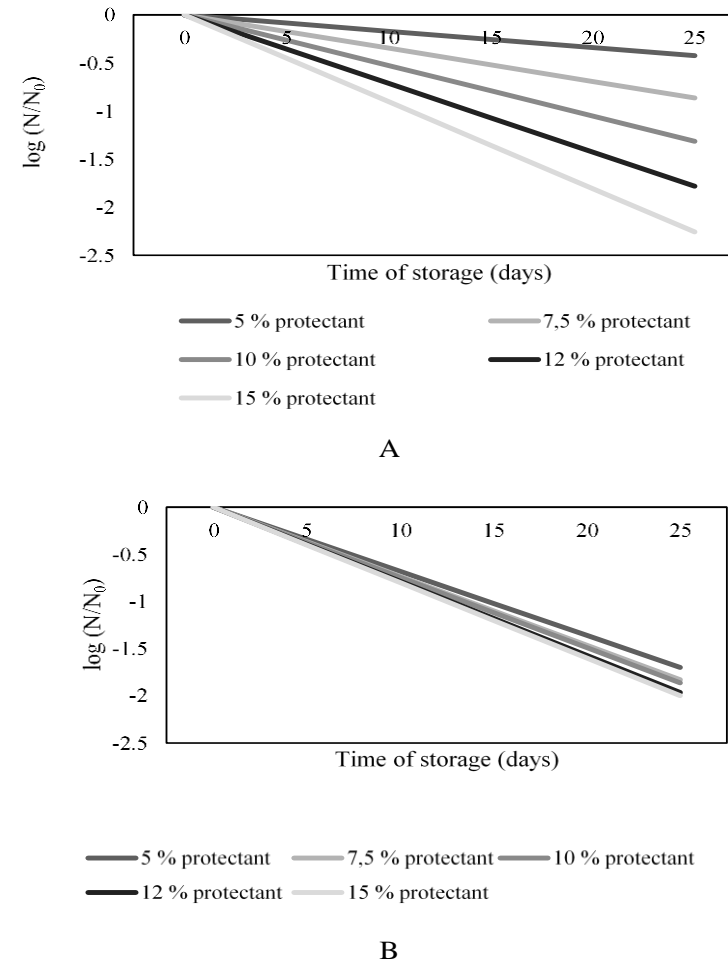 0
0 5 10 15 20 25
-0.5
-1
-1.5
-2
-2.5
log (N/N0)
Time of storage (days)
5 % protectant 7,5 % protectant
10 % protectant 12 % protectant
15 % protectant
A
0
0 5 10 15 20 25
-0.5
-1
-1.5
-2
-2.5
log (N/N0)
Time of storage (days)
5 % protectant 7,5 % protectant 10 % protectant
12 % protectant 15 % protectant
B